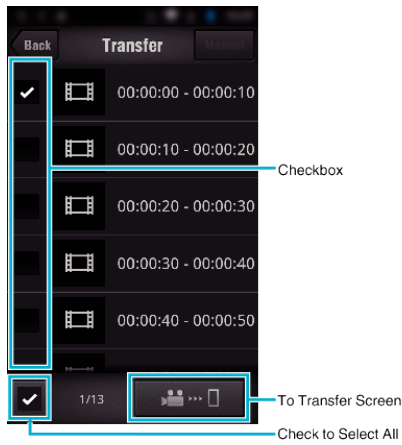 Back Transfer Manual
00:00:00 - 00:00:10
00:00:10 - 00:00:20
Checkbox
00:00:20 - 00:00:30
00:00:30 - 00:00:40
00:00:40 - 00:00:50
1/13
To Transfer Screen
Check to Select All